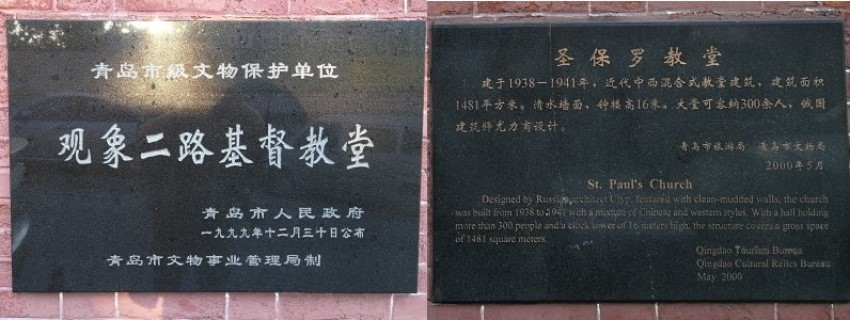 青岛市级文物保护单位
观象二路基督教堂
青岛市人民政府
一九九九年十二月三十日公布
青岛市文物事业管理局制
圣保罗教堂
建于1938－1941年，近代中西混合式教堂建筑，建筑面积
1481平方米。清水墙面，钟楼高16米。大堂可容纳300余人，俄国
建筑师尤力甫设计。
青岛市旅游局 青岛市文物局
2000年5月
St. Paul's Church
Designed by Russian architect Ulyp, featured with clean-mudded walls, the church
was built from 1938 to 1941 with a mixture of Chinese and western styles. With a hall holding
more than 300 people and a clock tower of 16 meters high, the structure covers a gross space
of 1481 square meters.
Qingdao Tourism Bureau
Qingdao Cultural Relics Bureau
May 2000